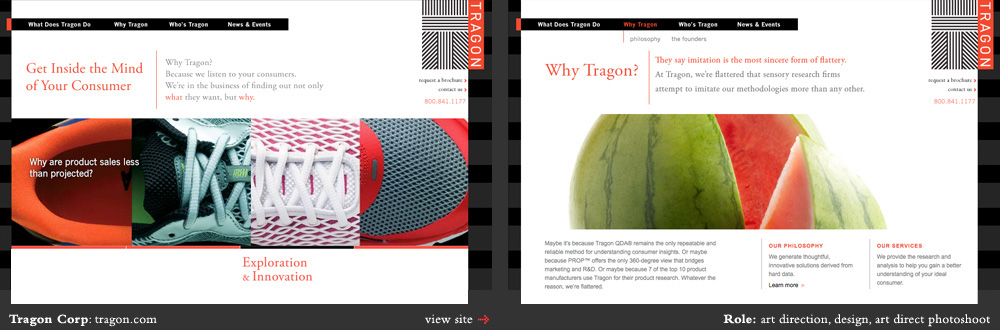 What Does Tragon Do
Why Tragon
Who's Tragon
News & Events
TRAGON
Get Inside the Mind
of Your Consumer
Why Tragon?
Because we listen to your consumers.
We're in the business of finding out not only
what they want, but why.
request a brochure
contact us
800.841.1177
Why are product sales less
than projected?
Exploration
& Innovation
What Does Tragon Do
Why Tragon
Who's Tragon
News & Events
philosophy
the founders
TRAGON
Why Tragon?
They say imitation is the most sincere form of flattery.
At Tragon, we're flattered that sensory research firms
attempt to imitate our methodologies more than any other.
request a brochure
contact us
800.841.1177
Maybe it's because Tragon QDA® remains the only repeatable and
reliable method for understanding consumer insights. Or maybe
because PROP™ offers the only 360-degree view that bridges
marketing and R&D. Or maybe because 7 of the top 10 product
manufacturers use Tragon for their product research. Whatever the
reason, we're flattered.
OUR PHILOSOPHY
We generate thoughtful,
innovative solutions derived from
hard data.
Learn more
OUR SERVICES
We provide the research and
analysis to help you gain a better
understanding of your ideal
consumer.
Tragon Corp: tragon.com
view site
Role: art direction, design, art direct photoshoot